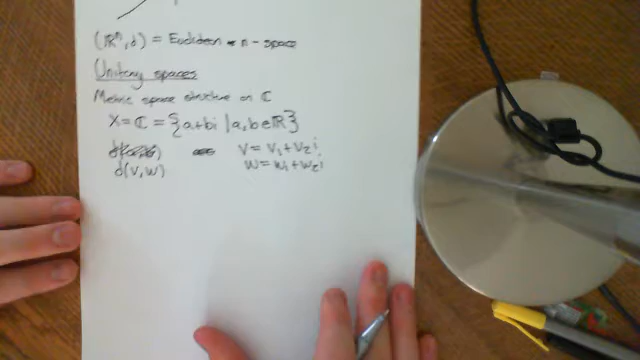 (ℝⁿ, d) = Euclidean n-space
Unitary spaces
Metric space structure on ℂ
X = ℂ = {a+bi | a, b ∈ ℝ}
v = v₁ + v₂i
d(v, w) w = w₁ + w₂i